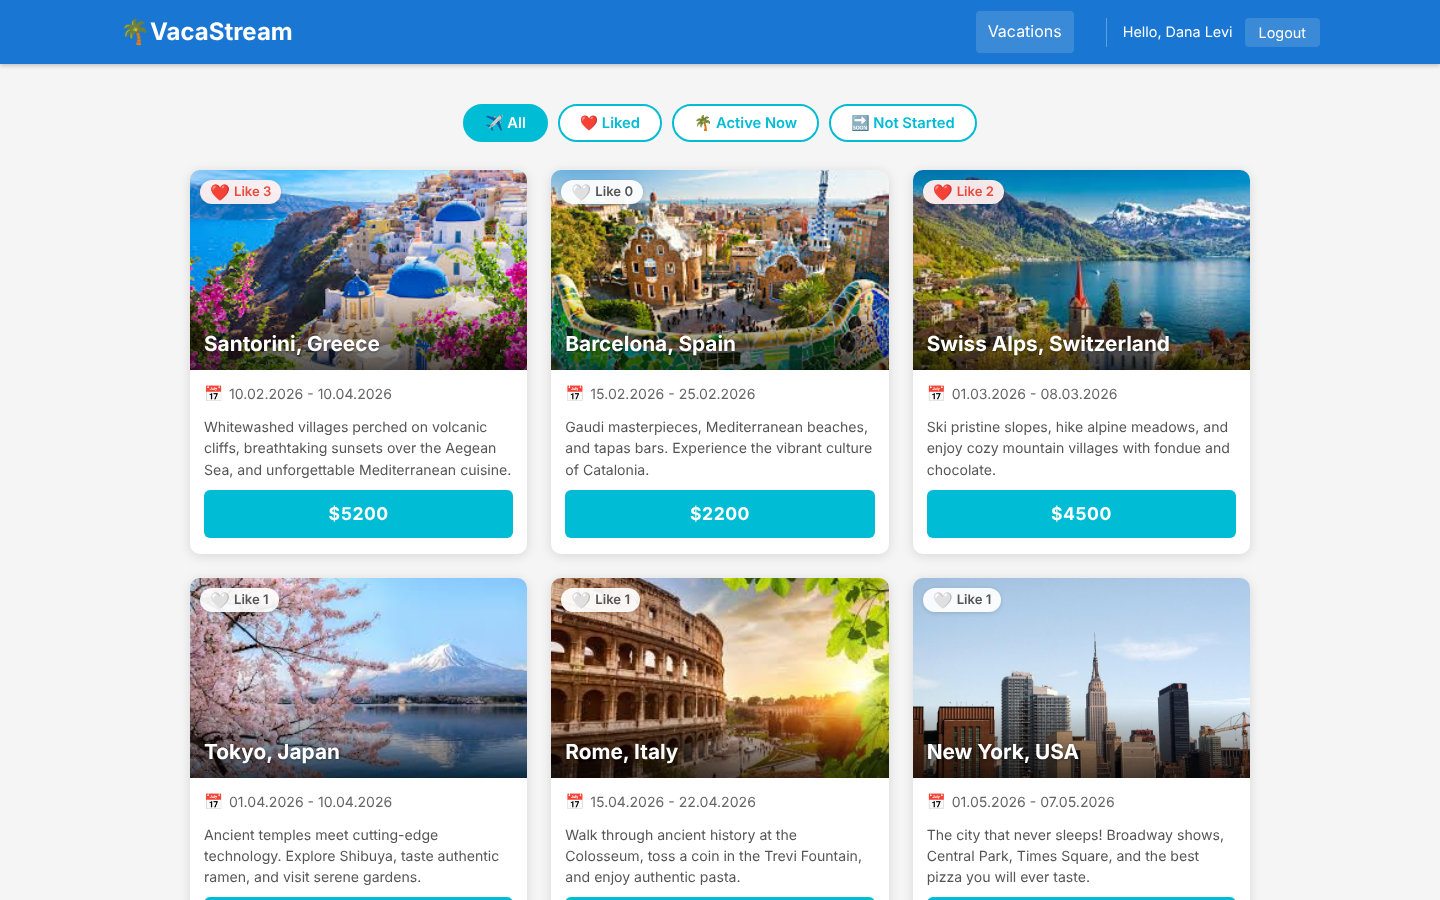 🌴VacaStream
Vacations
Hello, Dana Levi
Logout
✈️ All
❤️ Liked
🌴 Active Now
🔜 Not Started
❤️ Like 3
Santorini, Greece
📅 10.02.2026 - 10.04.2026
Whitewashed villages perched on volcanic
cliffs, breathtaking sunsets over the Aegean
Sea, and unforgettable Mediterranean cuisine.
$5200
🤍 Like 0
Barcelona, Spain
📅 15.02.2026 - 25.02.2026
Gaudi masterpieces, Mediterranean beaches,
and tapas bars. Experience the vibrant culture
of Catalonia.
$2200
❤️ Like 2
Swiss Alps, Switzerland
📅 01.03.2026 - 08.03.2026
Ski pristine slopes, hike alpine meadows, and
enjoy cozy mountain villages with fondue and
chocolate.
$4500
🤍 Like 1
Tokyo, Japan
📅 01.04.2026 - 10.04.2026
Ancient temples meet cutting-edge
technology. Explore Shibuya, taste authentic
ramen, and visit serene gardens.
🤍 Like 1
Rome, Italy
📅 15.04.2026 - 22.04.2026
Walk through ancient history at the
Colosseum, toss a coin in the Trevi Fountain,
and enjoy authentic pasta.
🤍 Like 1
New York, USA
📅 01.05.2026 - 07.05.2026
The city that never sleeps! Broadway shows,
Central Park, Times Square, and the best
pizza you will ever taste.